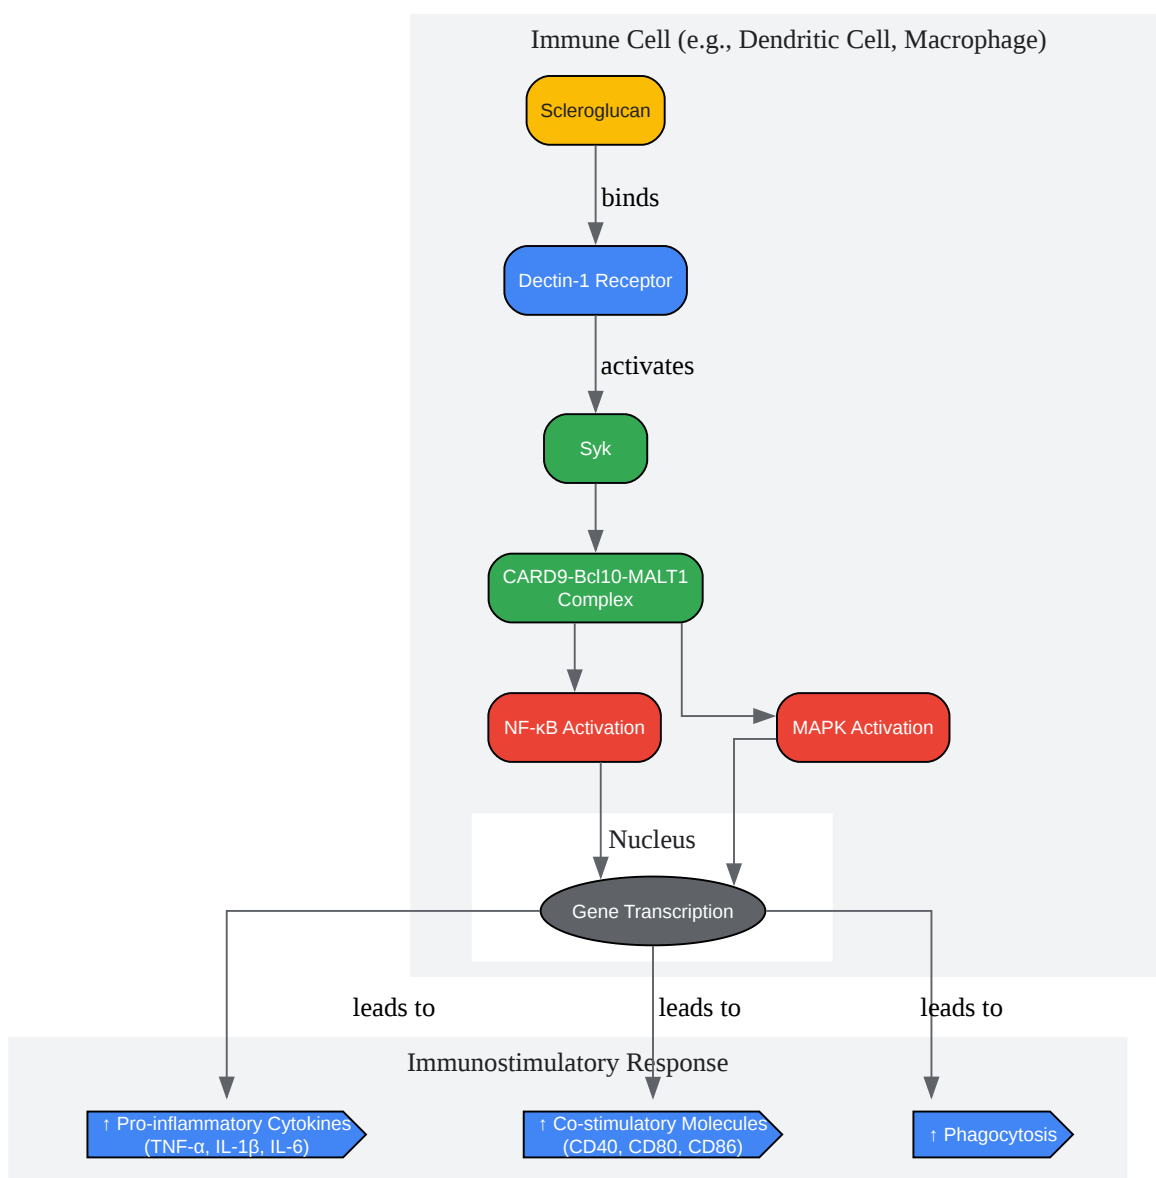 Immune Cell (e.g., Dendritic Cell, Macrophage)
Scleroglucan
binds
Dectin-1 Receptor
activates
Syk
CARD9-Bcl10-MALT1
Complex
NF-κB Activation
MAPK Activation
Nucleus
Gene Transcription
leads to
leads to
leads to
Immunostimulatory Response
↑ Pro-inflammatory Cytokines
(TNF-α, IL-1β, IL-6)
↑ Co-stimulatory Molecules
(CD40, CD80, CD86)
↑ Phagocytosis